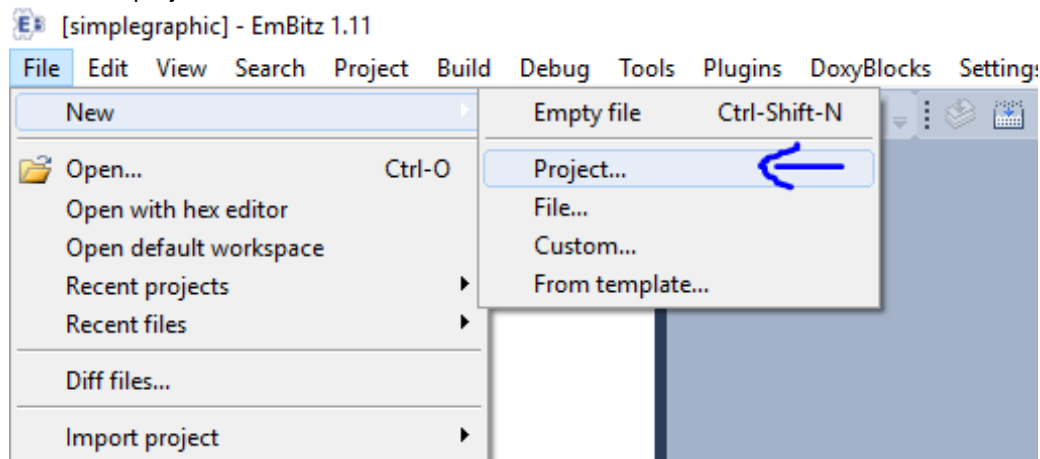 [simplegraphic] - EmBitz 1.11
File Edit View Search Project Build Debug Tools Plugins DoxyBlocks Settings
New
Empty file Ctrl-Shift-N
Open... Ctrl-O
Project...
Open with hex editor
File...
Open default workspace
Custom...
Recent projects
From template...
Recent files
Diff files...
Import project